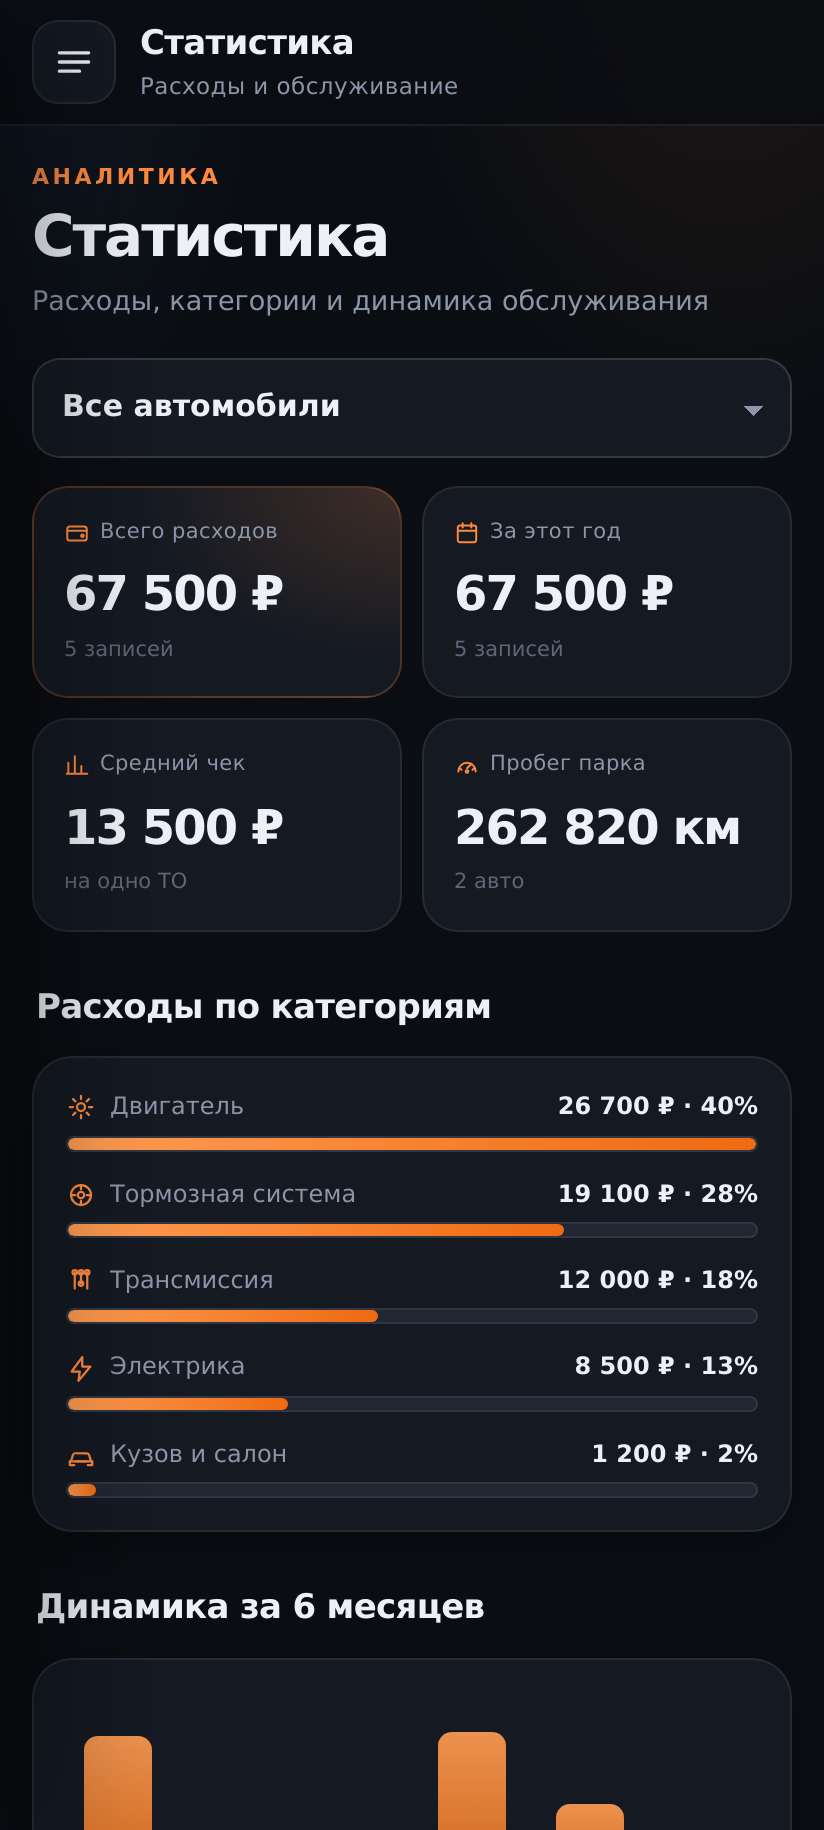 Статистика
Расходы и обслуживание
АНАЛИТИКА
Статистика
Расходы, категории и динамика обслуживания
Все автомобили
Всего расходов
67 500 ₽
5 записей
За этот год
67 500 ₽
5 записей
Средний чек
13 500 ₽
на одно ТО
Пробег парка
262 820 км
2 авто
Расходы по категориям
Двигатель 26 700 ₽ · 40%
Тормозная система 19 100 ₽ · 28%
Трансмиссия 12 000 ₽ · 18%
Электрика 8 500 ₽ · 13%
Кузов и салон 1 200 ₽ · 2%
Динамика за 6 месяцев